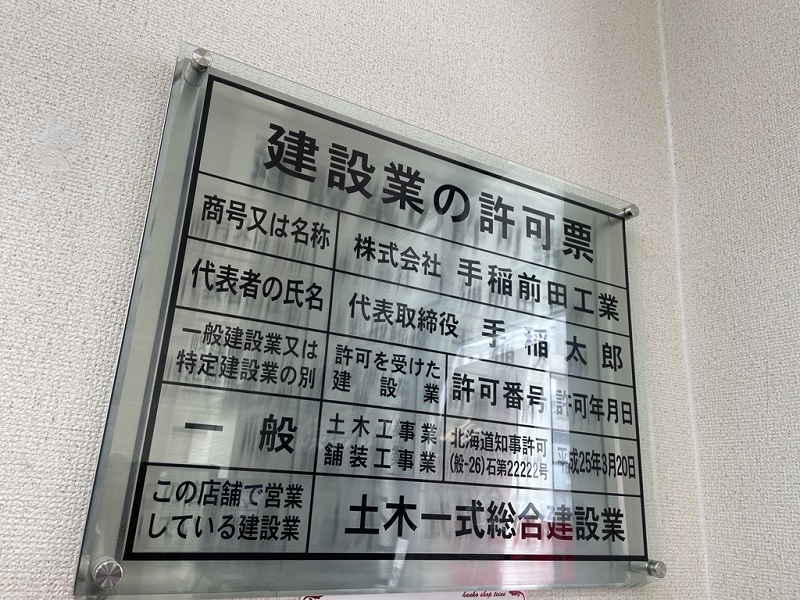 建設業の許可票
商号又は名称 株式会社 手稲前田工業
代表者の氏名 代表取締役 手稲太郎
一般建設業又は
特定建設業の別
許可を受けた
建設業
許可番号
許可年月日
一般
土木工事業
舗装工事業
北海道知事許可
(般-26)石第22222号
平成25年3月20日
この店舗で営業
している建設業
土木一式総合建設業
hanko shop teine